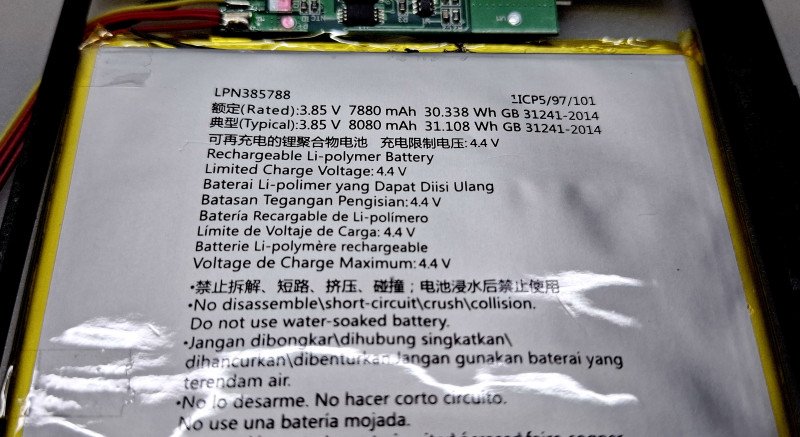 LPN385788
1ICP5/97/101
额定(Rated):3.85 V 7880 mAh 30.338 Wh GB 31241-2014
典型(Typical):3.85 V 8080 mAh 31.108 Wh GB 31241-2014
可再充电的锂聚合物电池 充电限制电压: 4.4 V
Rechargeable Li-polymer Battery
Limited Charge Voltage: 4.4 V
Baterai Li-polimer yang Dapat Diisi Ulang
Batasan Tegangan Pengisian: 4.4 V
Batería Recargable de Li-polímero
Límite de Voltaje de Carga: 4.4 V
Batterie Li-polymère rechargeable
Voltage de Charge Maximum: 4.4 V
•禁止拆解、短路、挤压、碰撞；电池浸水后禁止使用
•No disassemble\short-circuit\crush\collision.
Do not use water-soaked battery.
•Jangan dibongkar\dihubung singkatkan\
dihancurkan\dibenturkan. Jangan gunakan baterai yang
terendam air.
•No lo desarme. No hacer corto circuito.
No use una batería mojada.